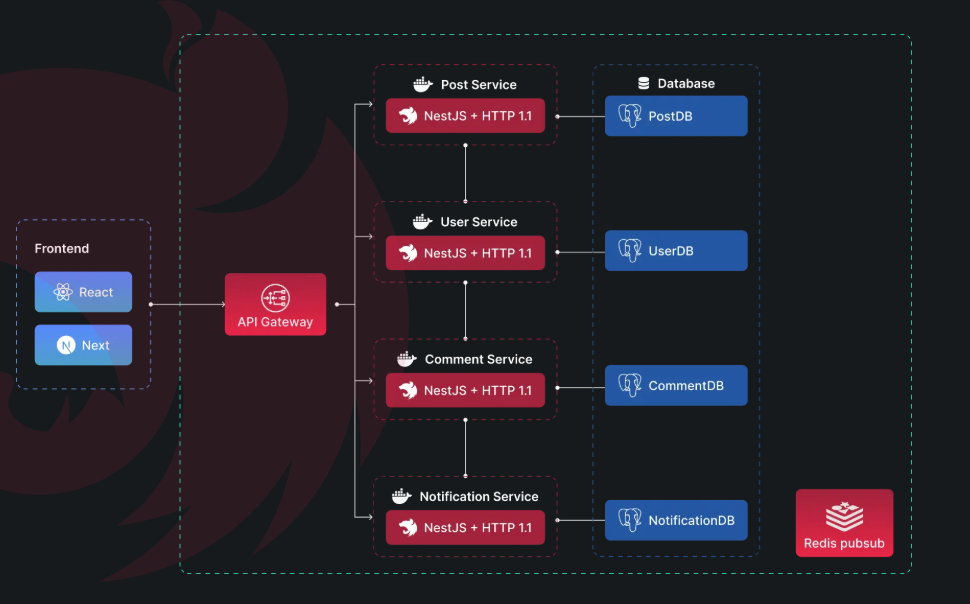 Frontend
React
Next
API Gateway
Post Service
NestJS + HTTP 1.1
User Service
NestJS + HTTP 1.1
Comment Service
NestJS + HTTP 1.1
Notification Service
NestJS + HTTP 1.1
Database
PostDB
UserDB
CommentDB
NotificationDB
Redis pubsub